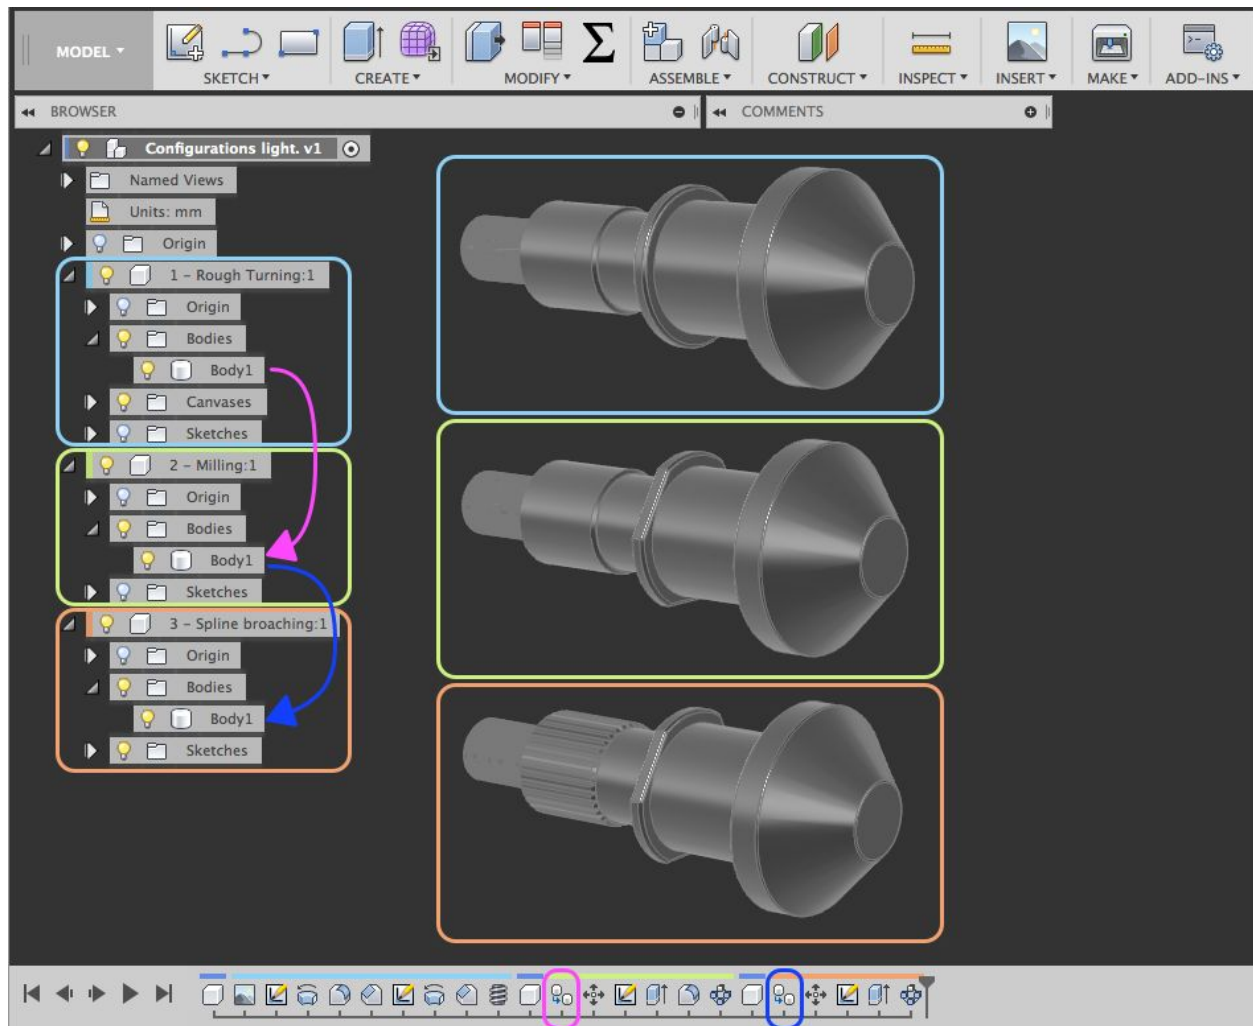 MODEL
SKETCH
CREATE
MODIFY
ASSEMBLE
CONSTRUCT
INSPECT
INSERT
MAKE
ADD-INS
BROWSER
COMMENTS
Configurations light. v1
Named Views
Units: mm
Origin
1 - Rough Turning:1
Origin
Bodies
Body1
Canvases
Sketches
2 - Milling:1
Origin
Bodies
Body1
Sketches
3 - Spline broaching:1
Origin
Bodies
Body1
Sketches